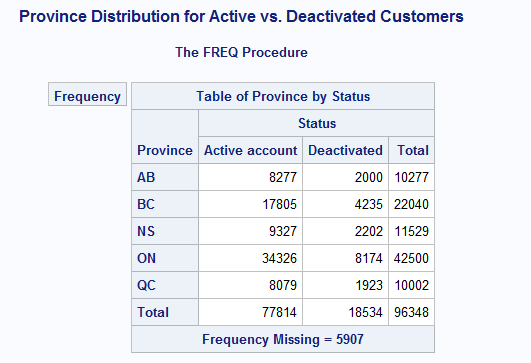 Province Distribution for Active vs. Deactivated Customers
The FREQ Procedure
Frequency
Table of Province by Status
Status
Province Active account Deactivated Total
AB 8277 2000 10277
BC 17805 4235 22040
NS 9327 2202 11529
ON 34326 8174 42500
QC 8079 1923 10002
Total 77814 18534 96348
Frequency Missing = 5907